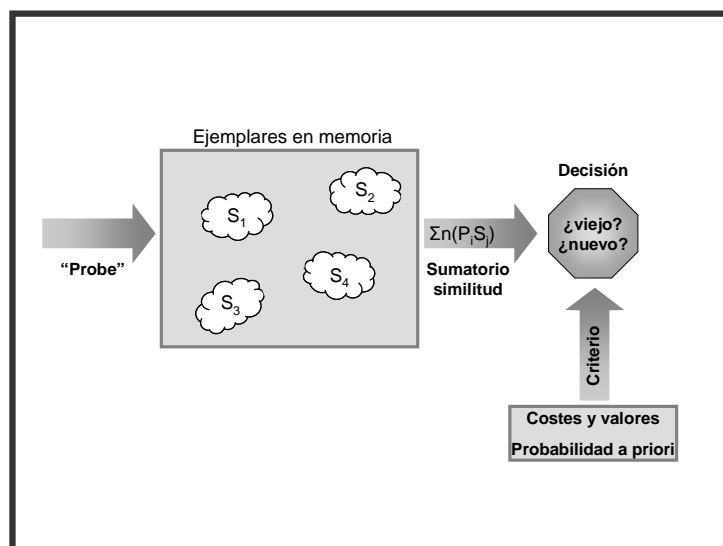 Ejemplares en memoria
Decisión
S₁
S₂
S₃
S₄
“Probe”
Σn(PᵢSⱼ)
Sumatorio
similitud
¿viejo?
¿nuevo?
Criterio
Costes y valores
Probabilidad a priori